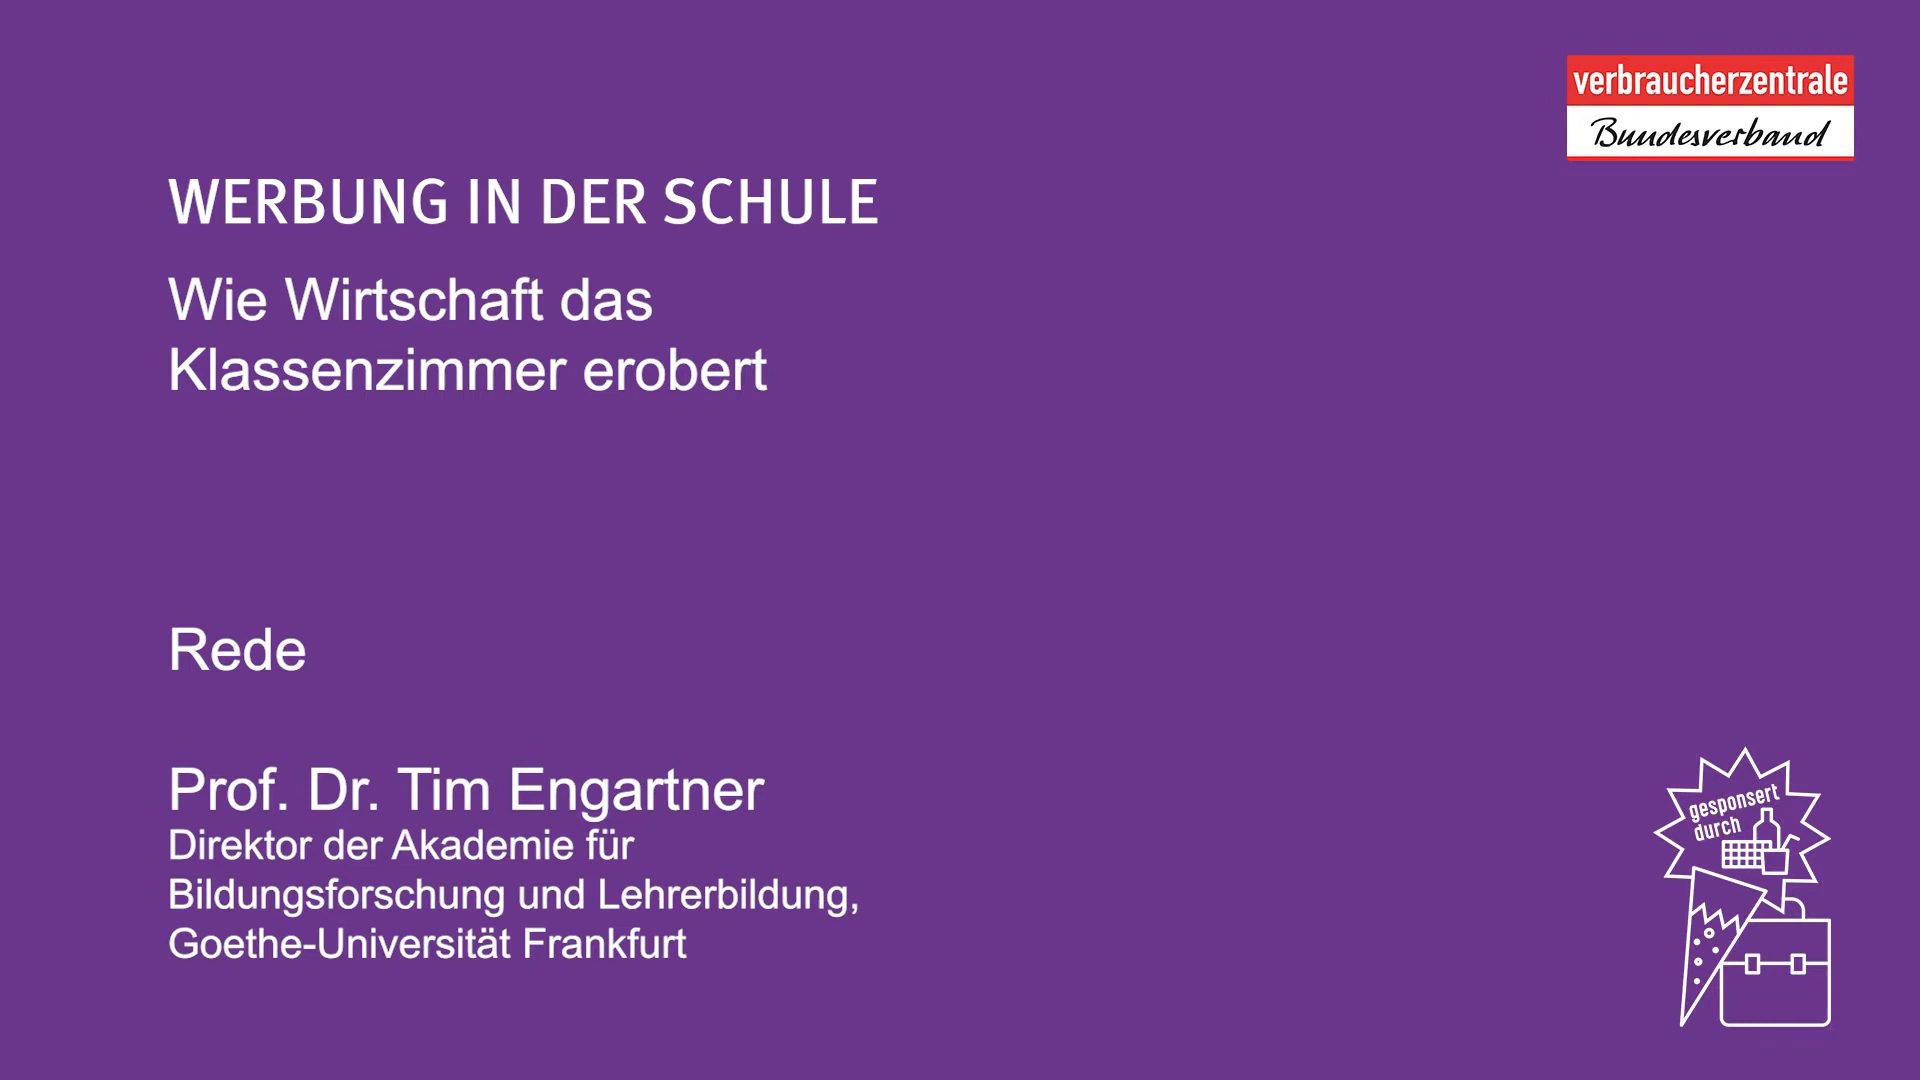 verbraucherzentrale
Bundesverband
WERBUNG IN DER SCHULE
Wie Wirtschaft das
Klassenzimmer erobert
Rede
Prof. Dr. Tim Engartner
Direktor der Akademie für
Bildungsforschung und Lehrerbildung,
Goethe-Universität Frankfurt
gesponsert
durch